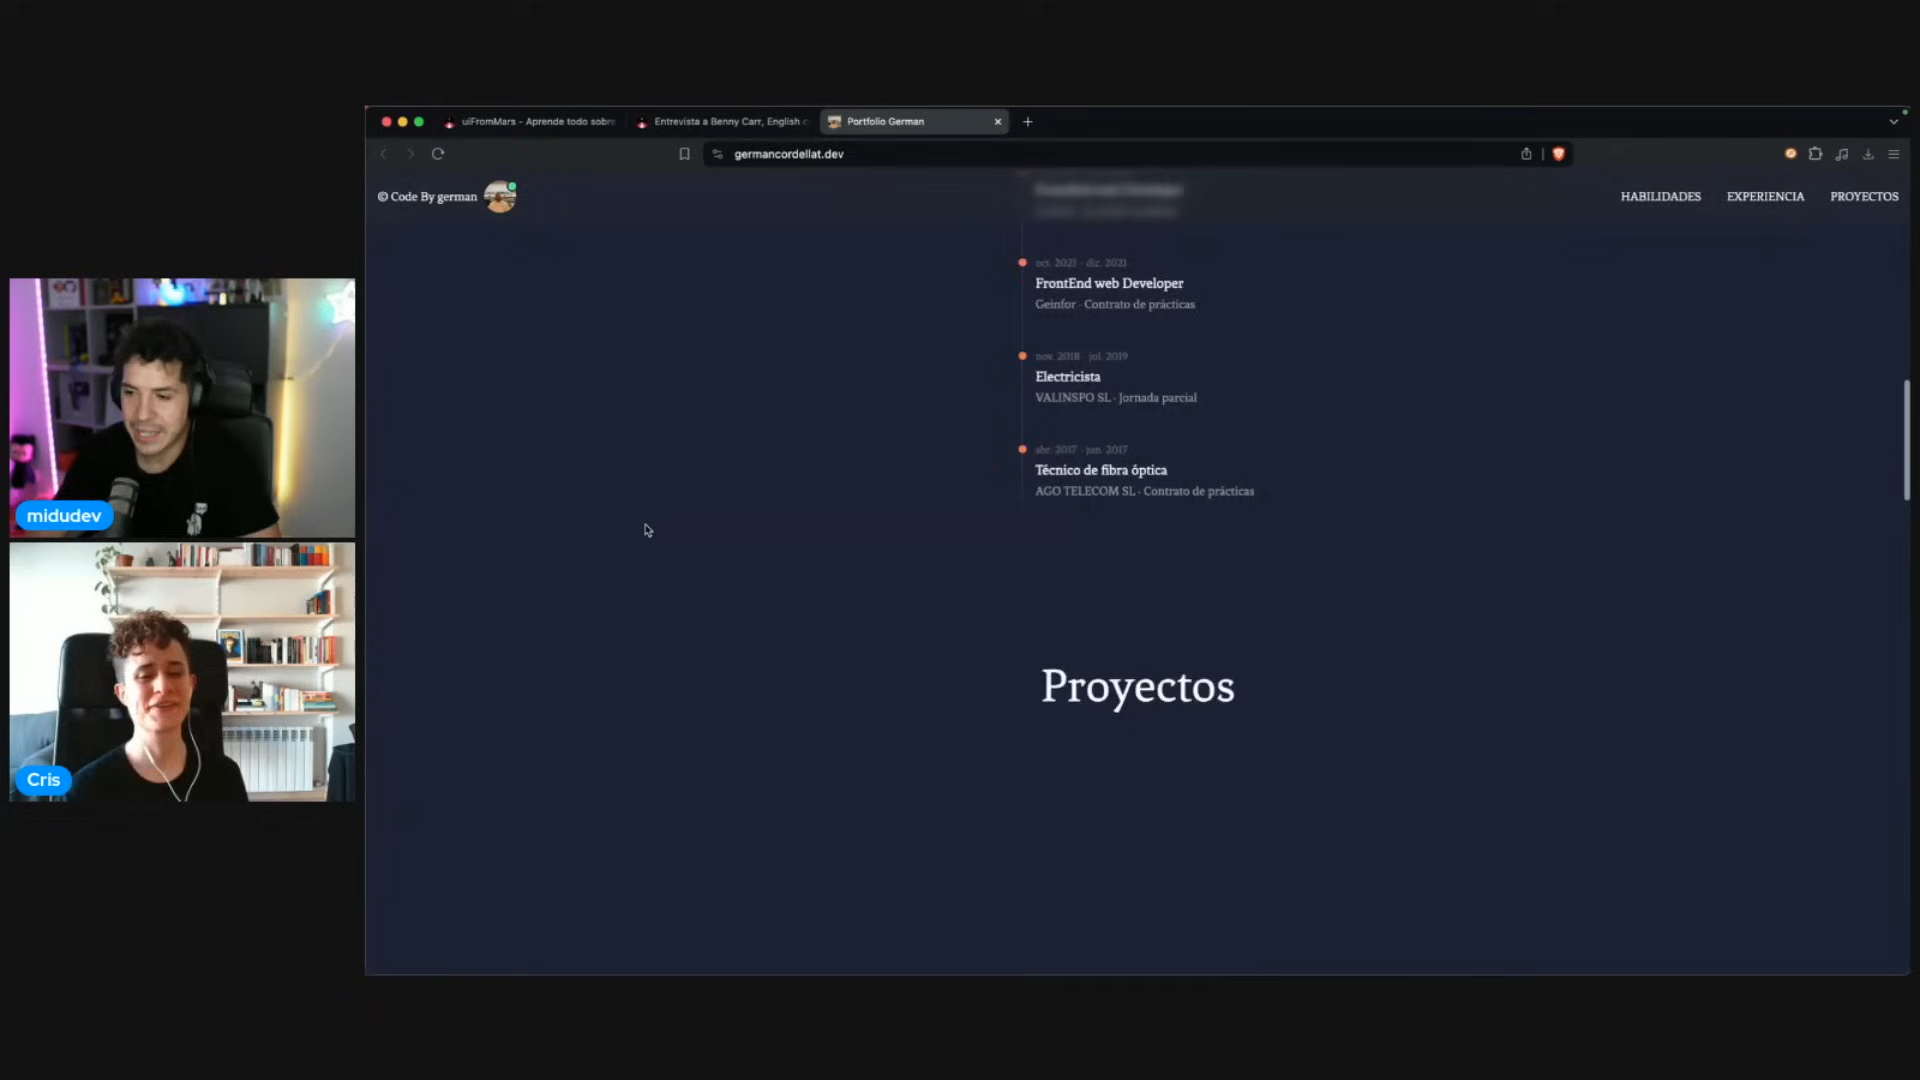 uiFromMars - Aprende todo sobre
Entrevista a Benny Carr, English c
Portfolio German
germancordellat.dev
© Code By german
HABILIDADES
EXPERIENCIA
PROYECTOS
oct. 2021 - dic. 2021
FrontEnd web Developer
Geinfor · Contrato de prácticas
nov. 2018 - jul. 2019
Electricista
VALINSPO SL · Jornada parcial
abr. 2017 - jun. 2017
Técnico de fibra óptica
AGO TELECOM SL · Contrato de prácticas
Proyectos
midudev
Cris